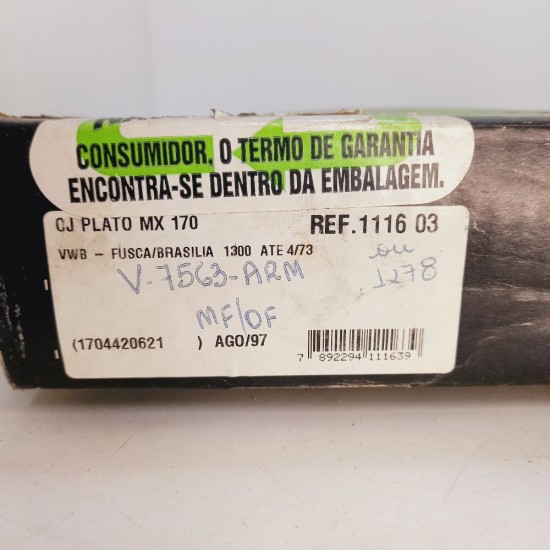 CONSUMIDOR, O TERMO DE GARANTIA
ENCONTRA-SE DENTRO DA EMBALAGEM.
CJ PLATO MX 170 REF.1116 03
VWB - FUSCA/BRASILIA 1300 ATE 4/73 ou
V-7563-ARM 1278
MF/OF
(1704420621 ) AGO/97
7 892294 111639